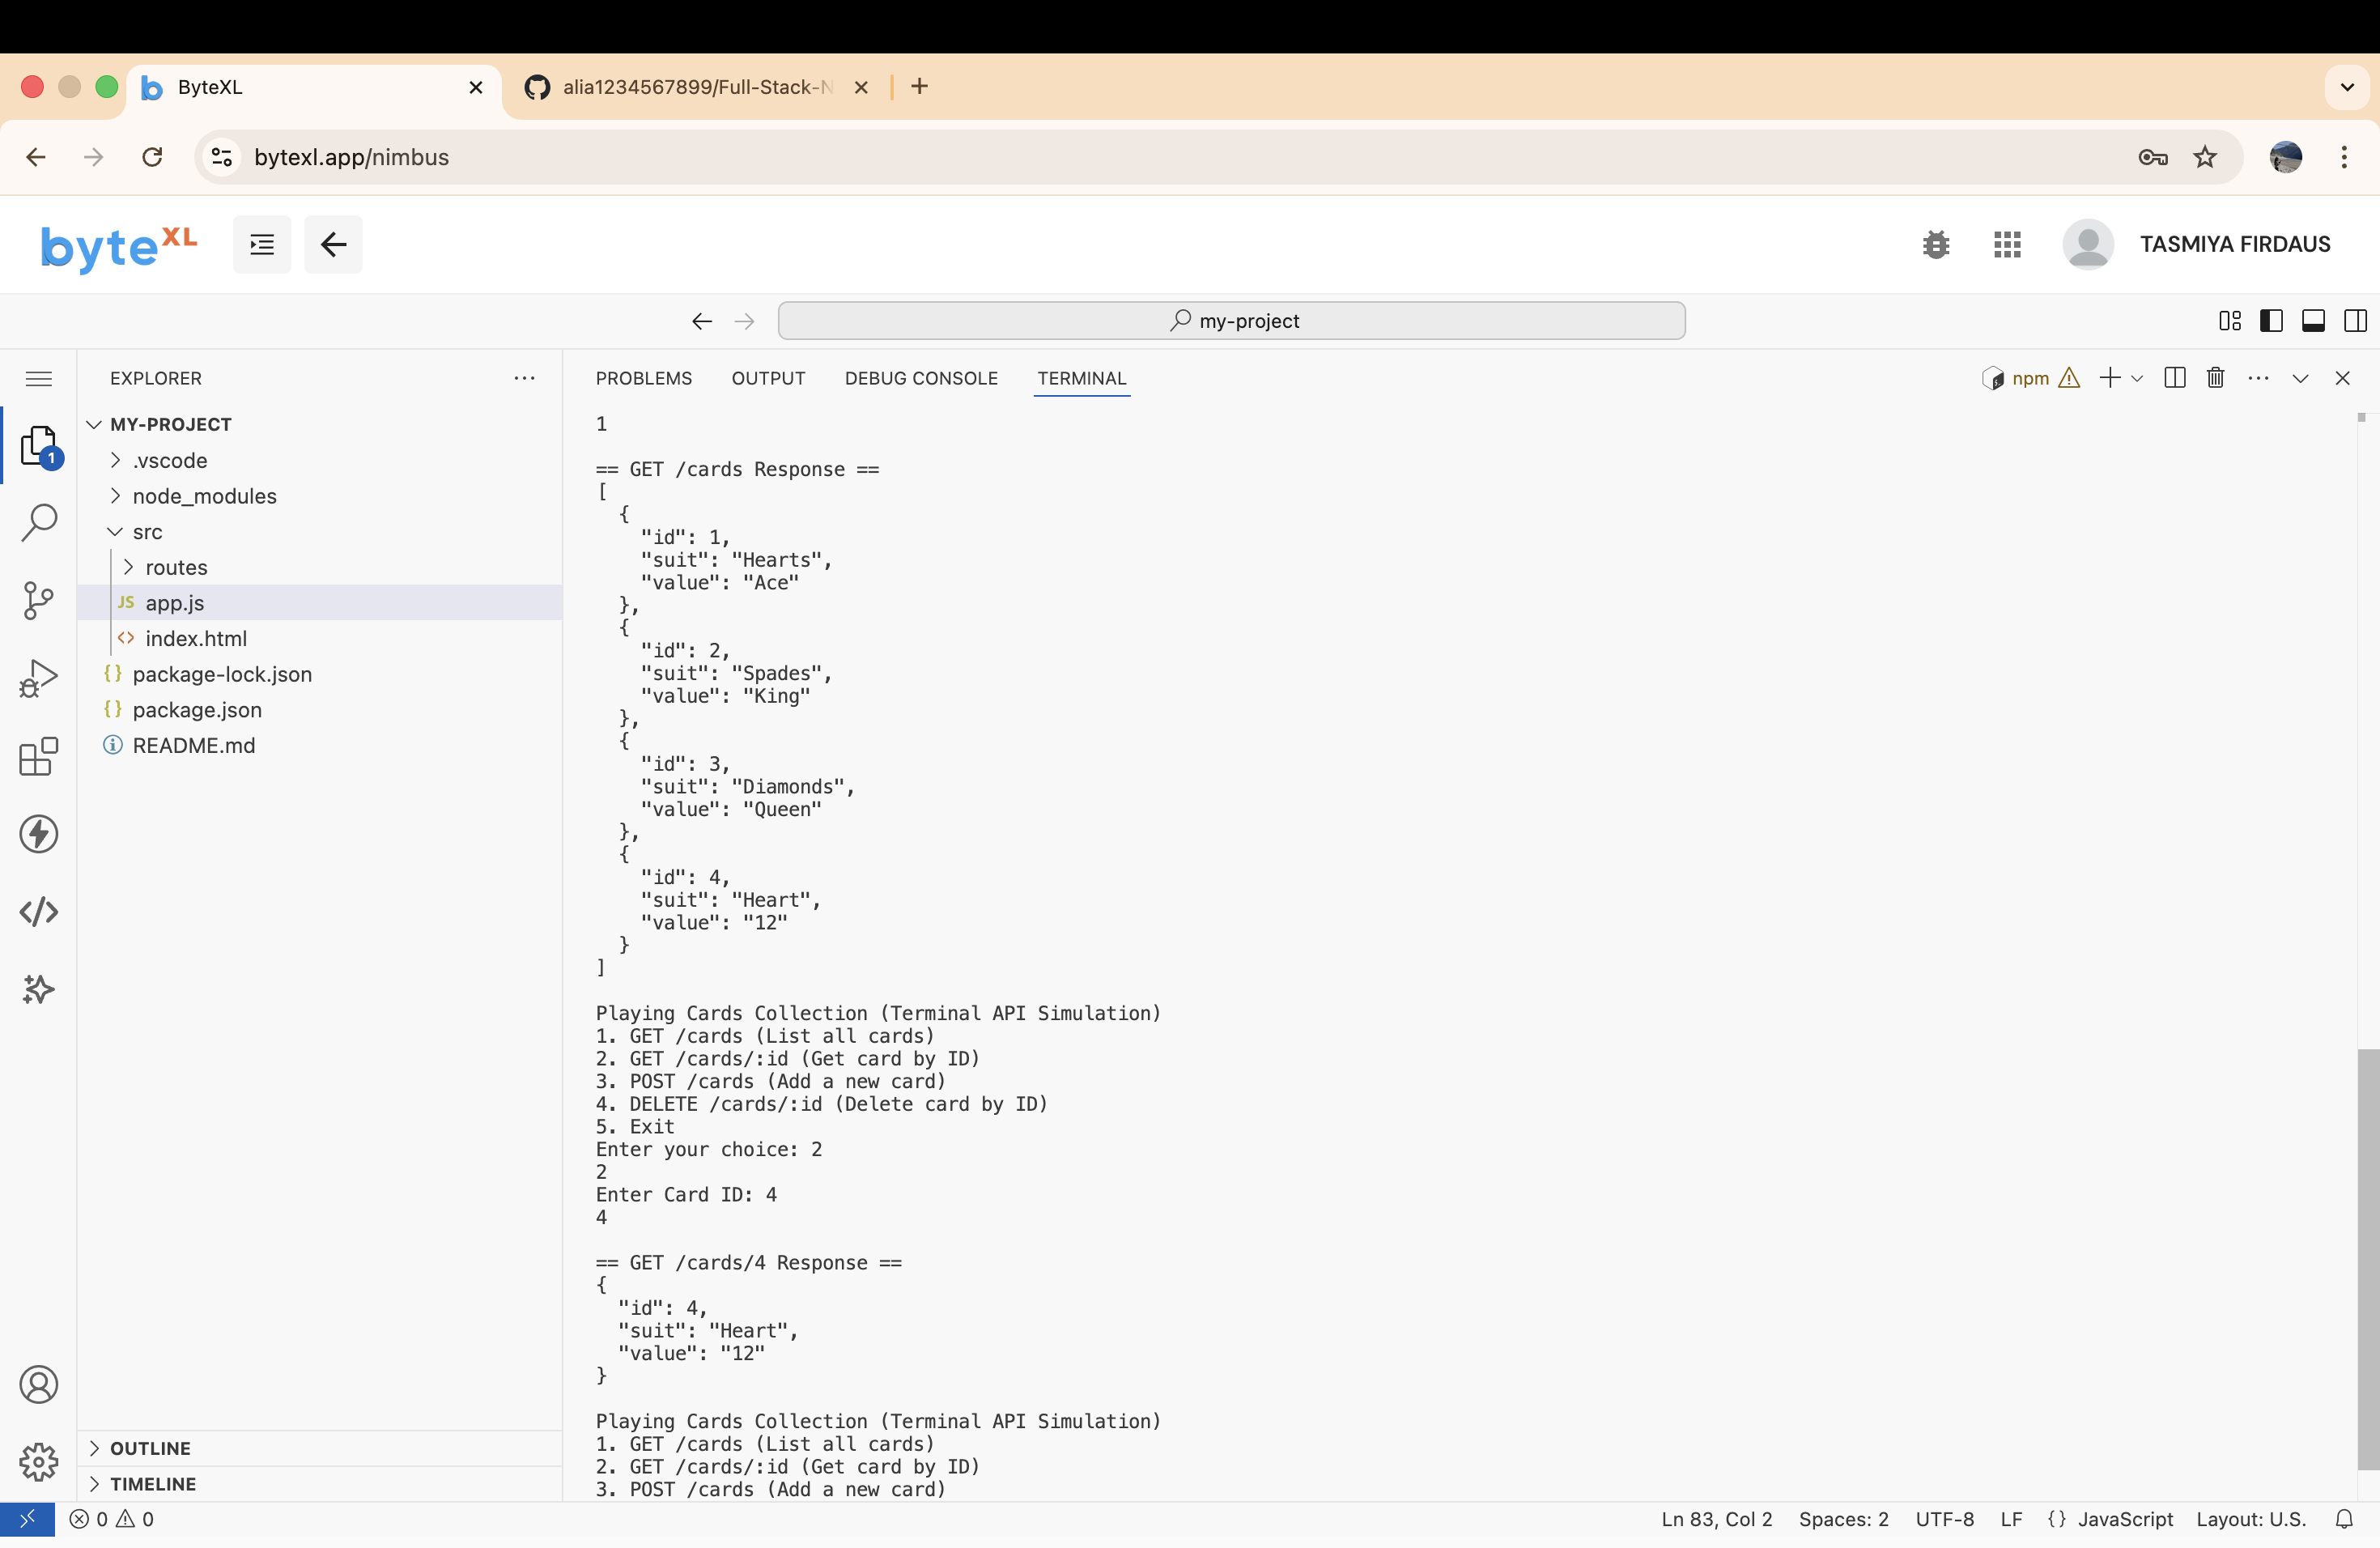 ByteXL
alia1234567899/Full-Stack-N
bytexl.app/nimbus
byteXL
TASMIYA FIRDAUS
my-project
EXPLORER
MY-PROJECT
.vscode
node_modules
src
routes
JS app.js
<> index.html
{} package-lock.json
{} package.json
README.md
1
OUTLINE
TIMELINE
PROBLEMS OUTPUT DEBUG CONSOLE TERMINAL
npm
1
== GET /cards Response ==
[
  {
    "id": 1,
    "suit": "Hearts",
    "value": "Ace"
  },
  {
    "id": 2,
    "suit": "Spades",
    "value": "King"
  },
  {
    "id": 3,
    "suit": "Diamonds",
    "value": "Queen"
  },
  {
    "id": 4,
    "suit": "Heart",
    "value": "12"
  }
]
Playing Cards Collection (Terminal API Simulation)
1. GET /cards (List all cards)
2. GET /cards/:id (Get card by ID)
3. POST /cards (Add a new card)
4. DELETE /cards/:id (Delete card by ID)
5. Exit
Enter your choice: 2
2
Enter Card ID: 4
4
== GET /cards/4 Response ==
{
  "id": 4,
  "suit": "Heart",
  "value": "12"
}
Playing Cards Collection (Terminal API Simulation)
1. GET /cards (List all cards)
2. GET /cards/:id (Get card by ID)
3. POST /cards (Add a new card)
0 0
Ln 83, Col 2 Spaces: 2 UTF-8 LF {} JavaScript Layout: U.S.